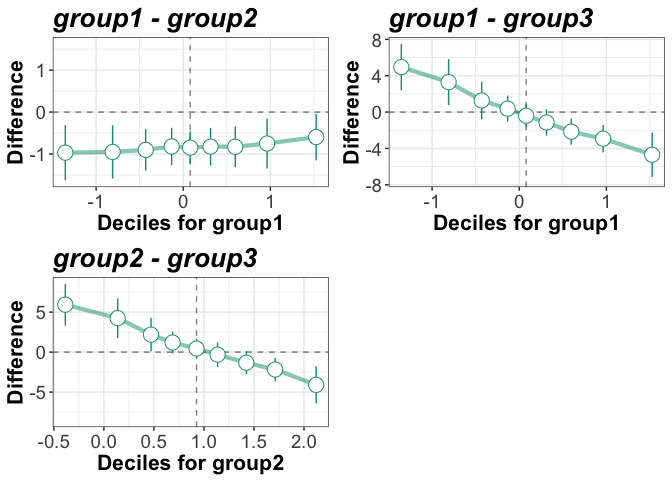 group1 - group2
Difference
1
0
-1
-1
0
1
Deciles for group1
group1 - group3
Difference
8
4
0
-4
-8
-1
0
1
Deciles for group1
group2 - group3
Difference
5
0
-5
-0.5
0.0
0.5
1.0
1.5
2.0
Deciles for group2